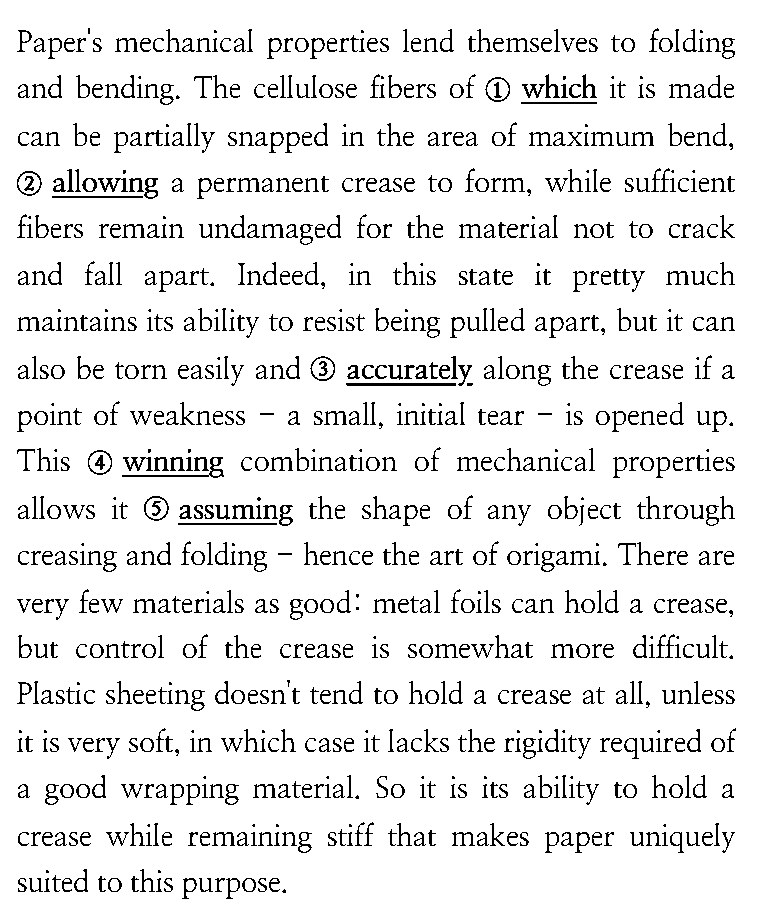 Paper's mechanical properties lend themselves to folding
and bending. The cellulose fibers of ① which it is made
can be partially snapped in the area of maximum bend,
② allowing a permanent crease to form, while sufficient
fibers remain undamaged for the material not to crack
and fall apart. Indeed, in this state it pretty much
maintains its ability to resist being pulled apart, but it can
also be torn easily and ③ accurately along the crease if a
point of weakness - a small, initial tear - is opened up.
This ④ winning combination of mechanical properties
allows it ⑤ assuming the shape of any object through
creasing and folding - hence the art of origami. There are
very few materials as good: metal foils can hold a crease,
but control of the crease is somewhat more difficult.
Plastic sheeting doesn't tend to hold a crease at all, unless
it is very soft, in which case it lacks the rigidity required of
a good wrapping material. So it is its ability to hold a
crease while remaining stiff that makes paper uniquely
suited to this purpose.